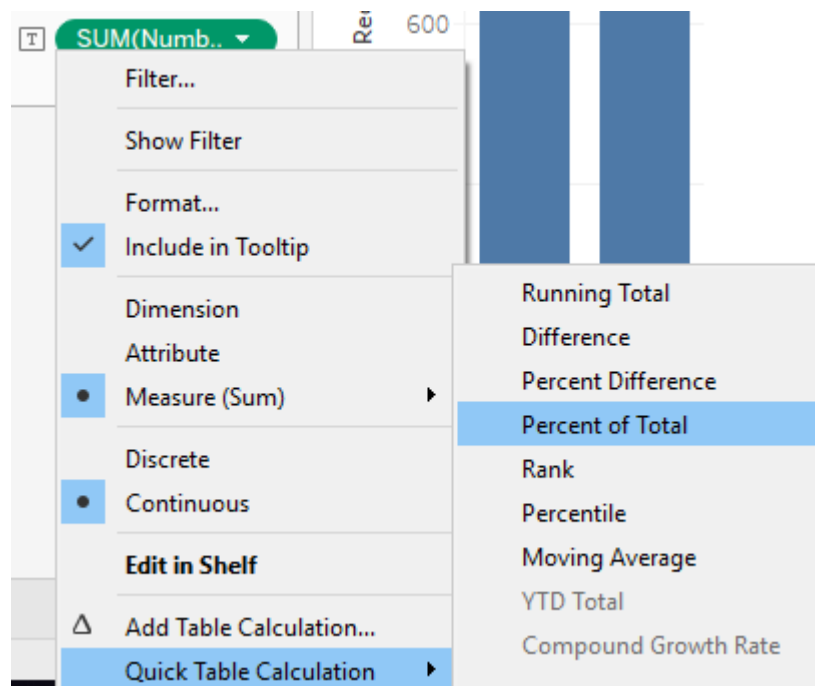 T
SUM(Numb..
600
Filter...
Show Filter
Format...
Include in Tooltip
Dimension
Attribute
Measure (Sum)
Discrete
Continuous
Edit in Shelf
Add Table Calculation...
Quick Table Calculation
Running Total
Difference
Percent Difference
Percent of Total
Rank
Percentile
Moving Average
YTD Total
Compound Growth Rate